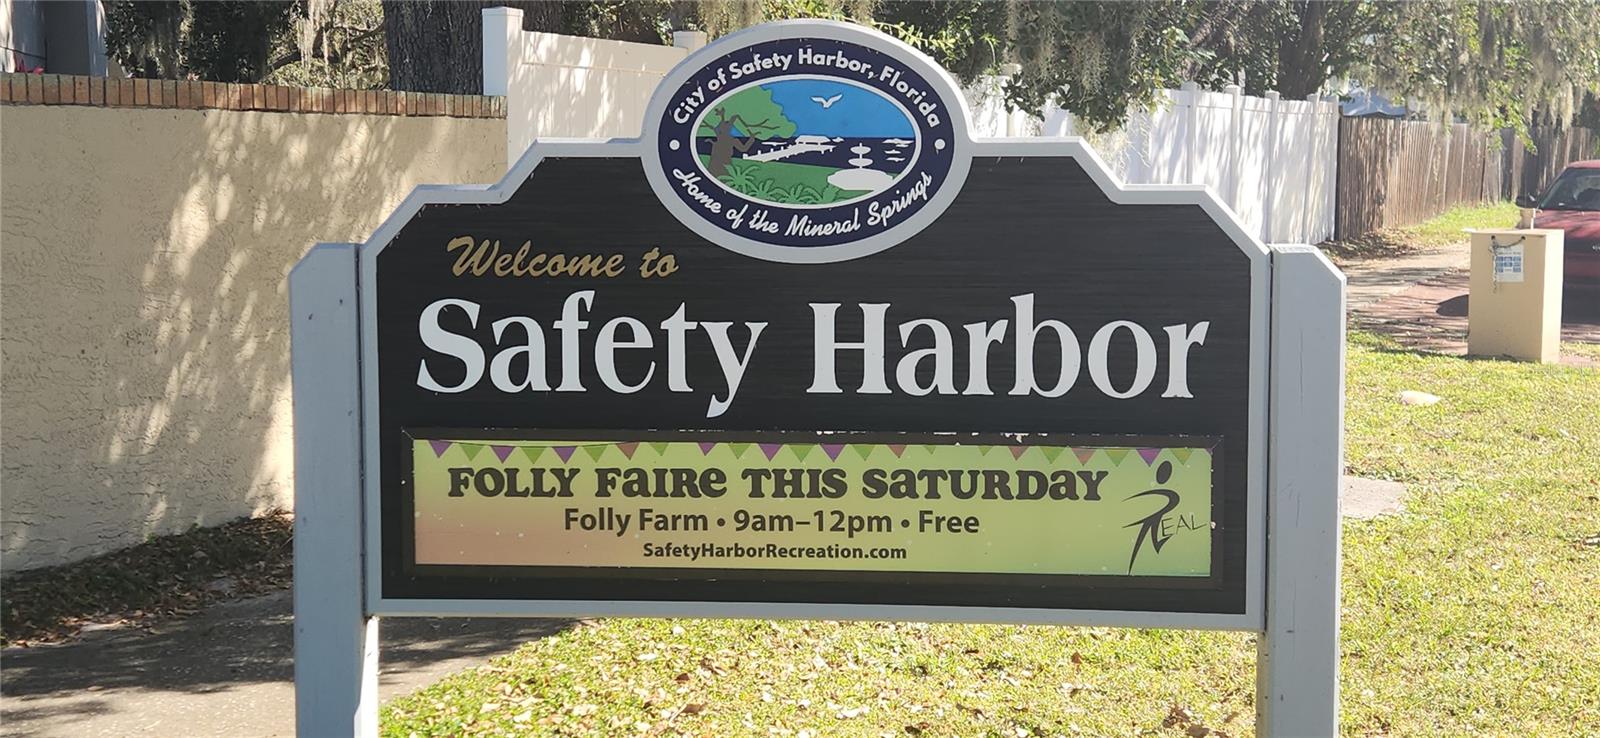 City of Safety Harbor, Florida
Home of the Mineral Springs
Welcome to
Safety Harbor
FOLLY FaIRe THIS SaTURDaY
Folly Farm • 9am–12pm • Free
SafetyHarborRecreation.com
REAL